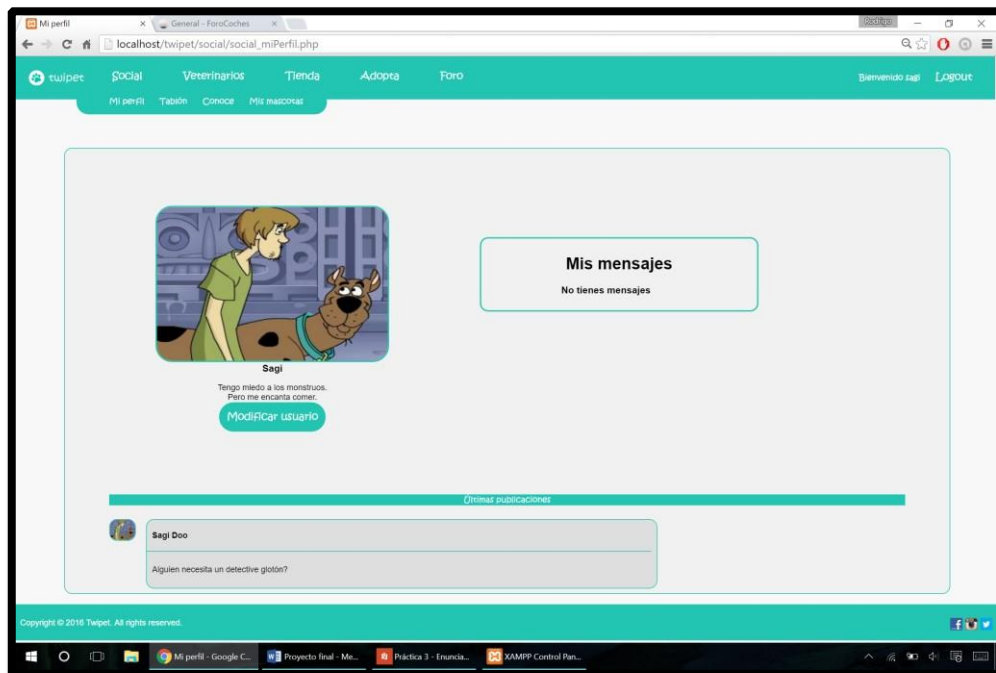 Mi perfil General - ForoCoches Rodrigo
localhost/twipet/social/social_miPerfil.php
twipet Social Veterinarios Tienda Adopta Foro Bienvenido sagi Logout
Mi perfil Tablón Conoce Mis mascotas
Mis mensajes
No tienes mensajes
Sagi
Tengo miedo a los monstruos.
Pero me encanta comer.
Modificar usuario
Últimas publicaciones
Sagi Doo
Alguien necesita un detective glotón?
Copyright © 2016 Twipet. All rights reserved.
Mi perfil - Google C... Proyecto final - Me... Práctica 3 - Enuncia... XAMPP Control Pan...